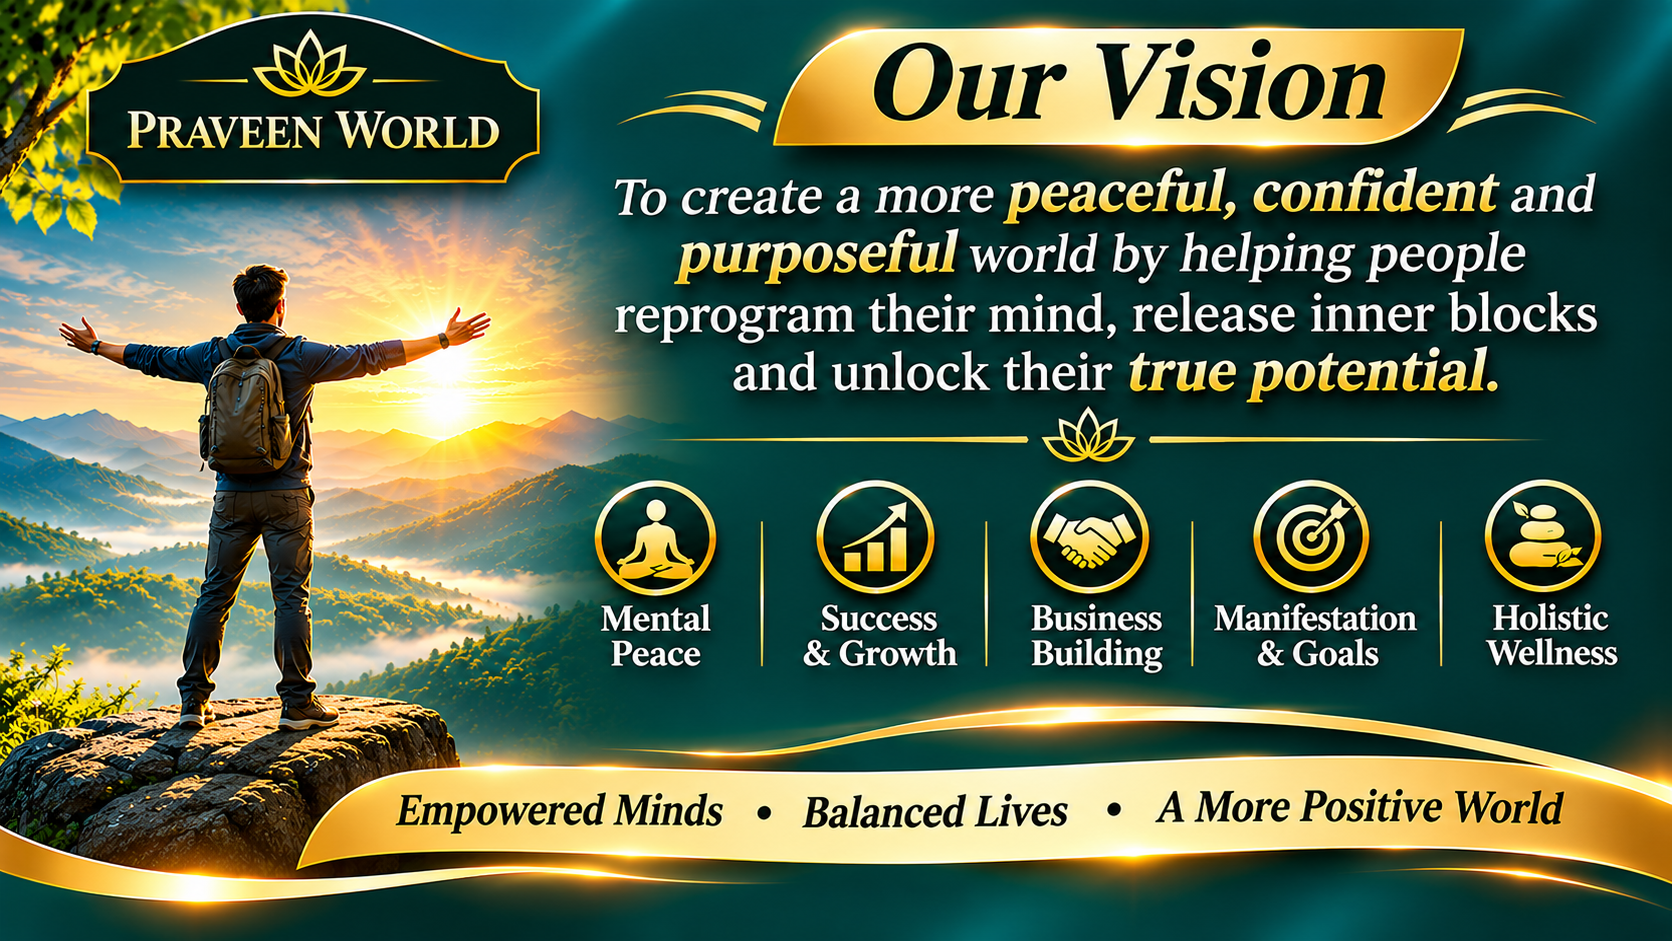 PRAVEEN WORLD
Our Vision
To create a more peaceful, confident and
purposeful world by helping people
reprogram their mind, release inner blocks
and unlock their true potential.
Mental
Peace
Success
& Growth
Business
Building
Manifestation
& Goals
Holistic
Wellness
Empowered Minds • Balanced Lives • A More Positive World